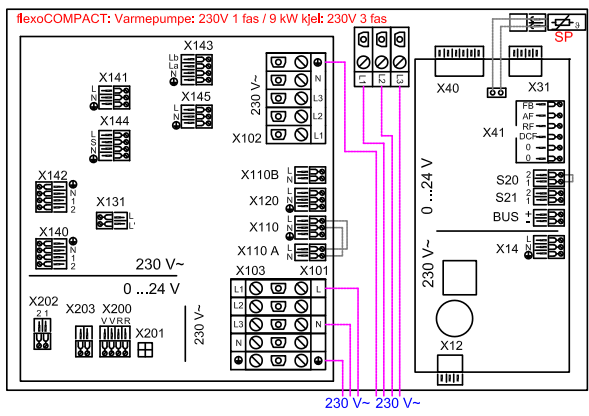 flexoCOMPACT: Varmepumpe: 230V 1 fas / 9 kW kjel: 230V 3 fas
SP
ϑ
X143
Lb
La
N
X141
L
N
X145
L
N
X144
L
S
N
X142
N
1
2
X131
L
L'
X140
N
1
2
230 V~
0 ...24 V
X202
2 1
X203
X200
V V R R
X201
230 V~
230 V~
N
L3
L2
L1
X102
X110B
L
N
X120
L
N
X110
L
N
X110 A
L
N
X103
X101
L1
L
L2
L3
N
N
230 V~ 230 V~
L1
L2
L3
X40
X31
X41
FB
AF
RF
DCF
0
0
0 ...24 V
S20
2
1
S21
2
1
BUS
+
-
230 V~
X14
L
N
X12